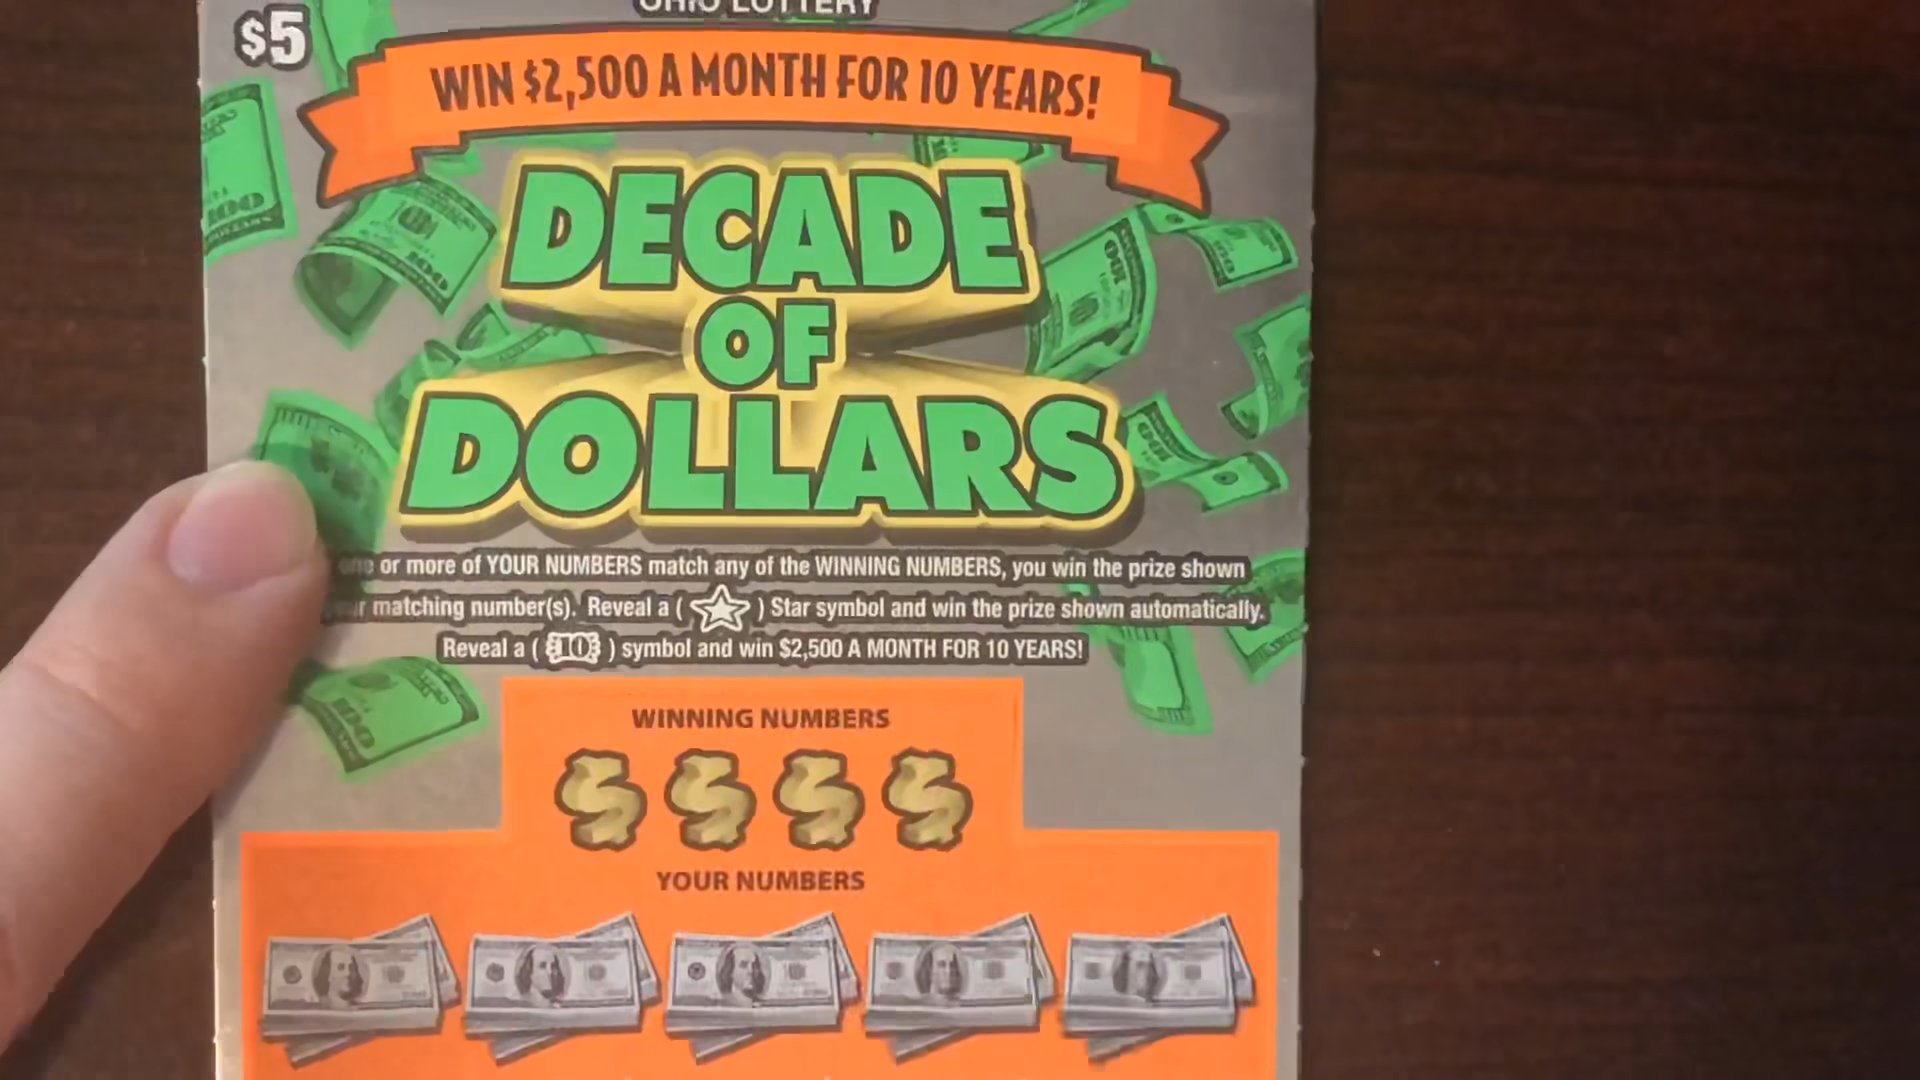 OHIO LOTTERY
$5
WIN $2,500 A MONTH FOR 10 YEARS!
DECADE
OF
DOLLARS
one or more of YOUR NUMBERS match any of the WINNING NUMBERS, you win the prize shown
matching number(s). Reveal a ( ) Star symbol and win the prize shown automatically.
Reveal a ( 10 ) symbol and win $2,500 A MONTH FOR 10 YEARS!
WINNING NUMBERS
$ $ $ $
YOUR NUMBERS